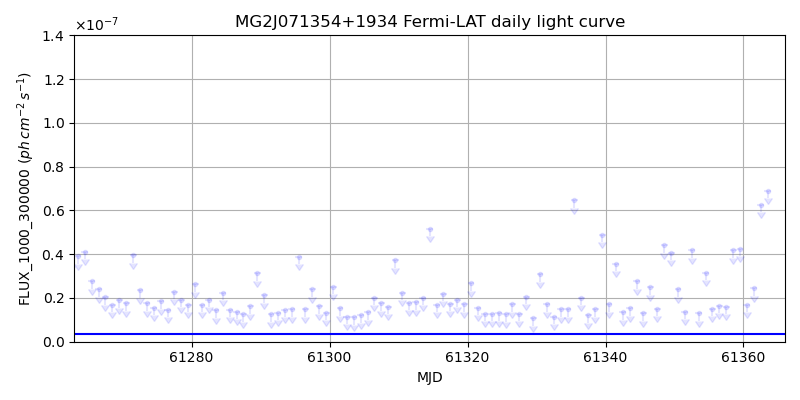 MG2J071354+1934 Fermi-LAT daily light curve
×10⁻⁷
1.4
1.2
1.0
0.8
0.6
0.4
0.2
0.0
FLUX_1000_300000 (ph cm⁻² s⁻¹)
61280 61300 61320 61340 61360
MJD